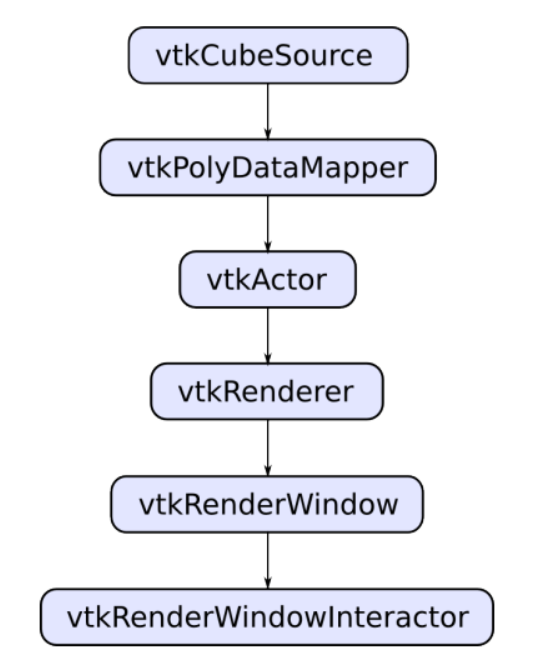 vtkCubeSource
vtkPolyDataMapper
vtkActor
vtkRenderer
vtkRenderWindow
vtkRenderWindowInteractor